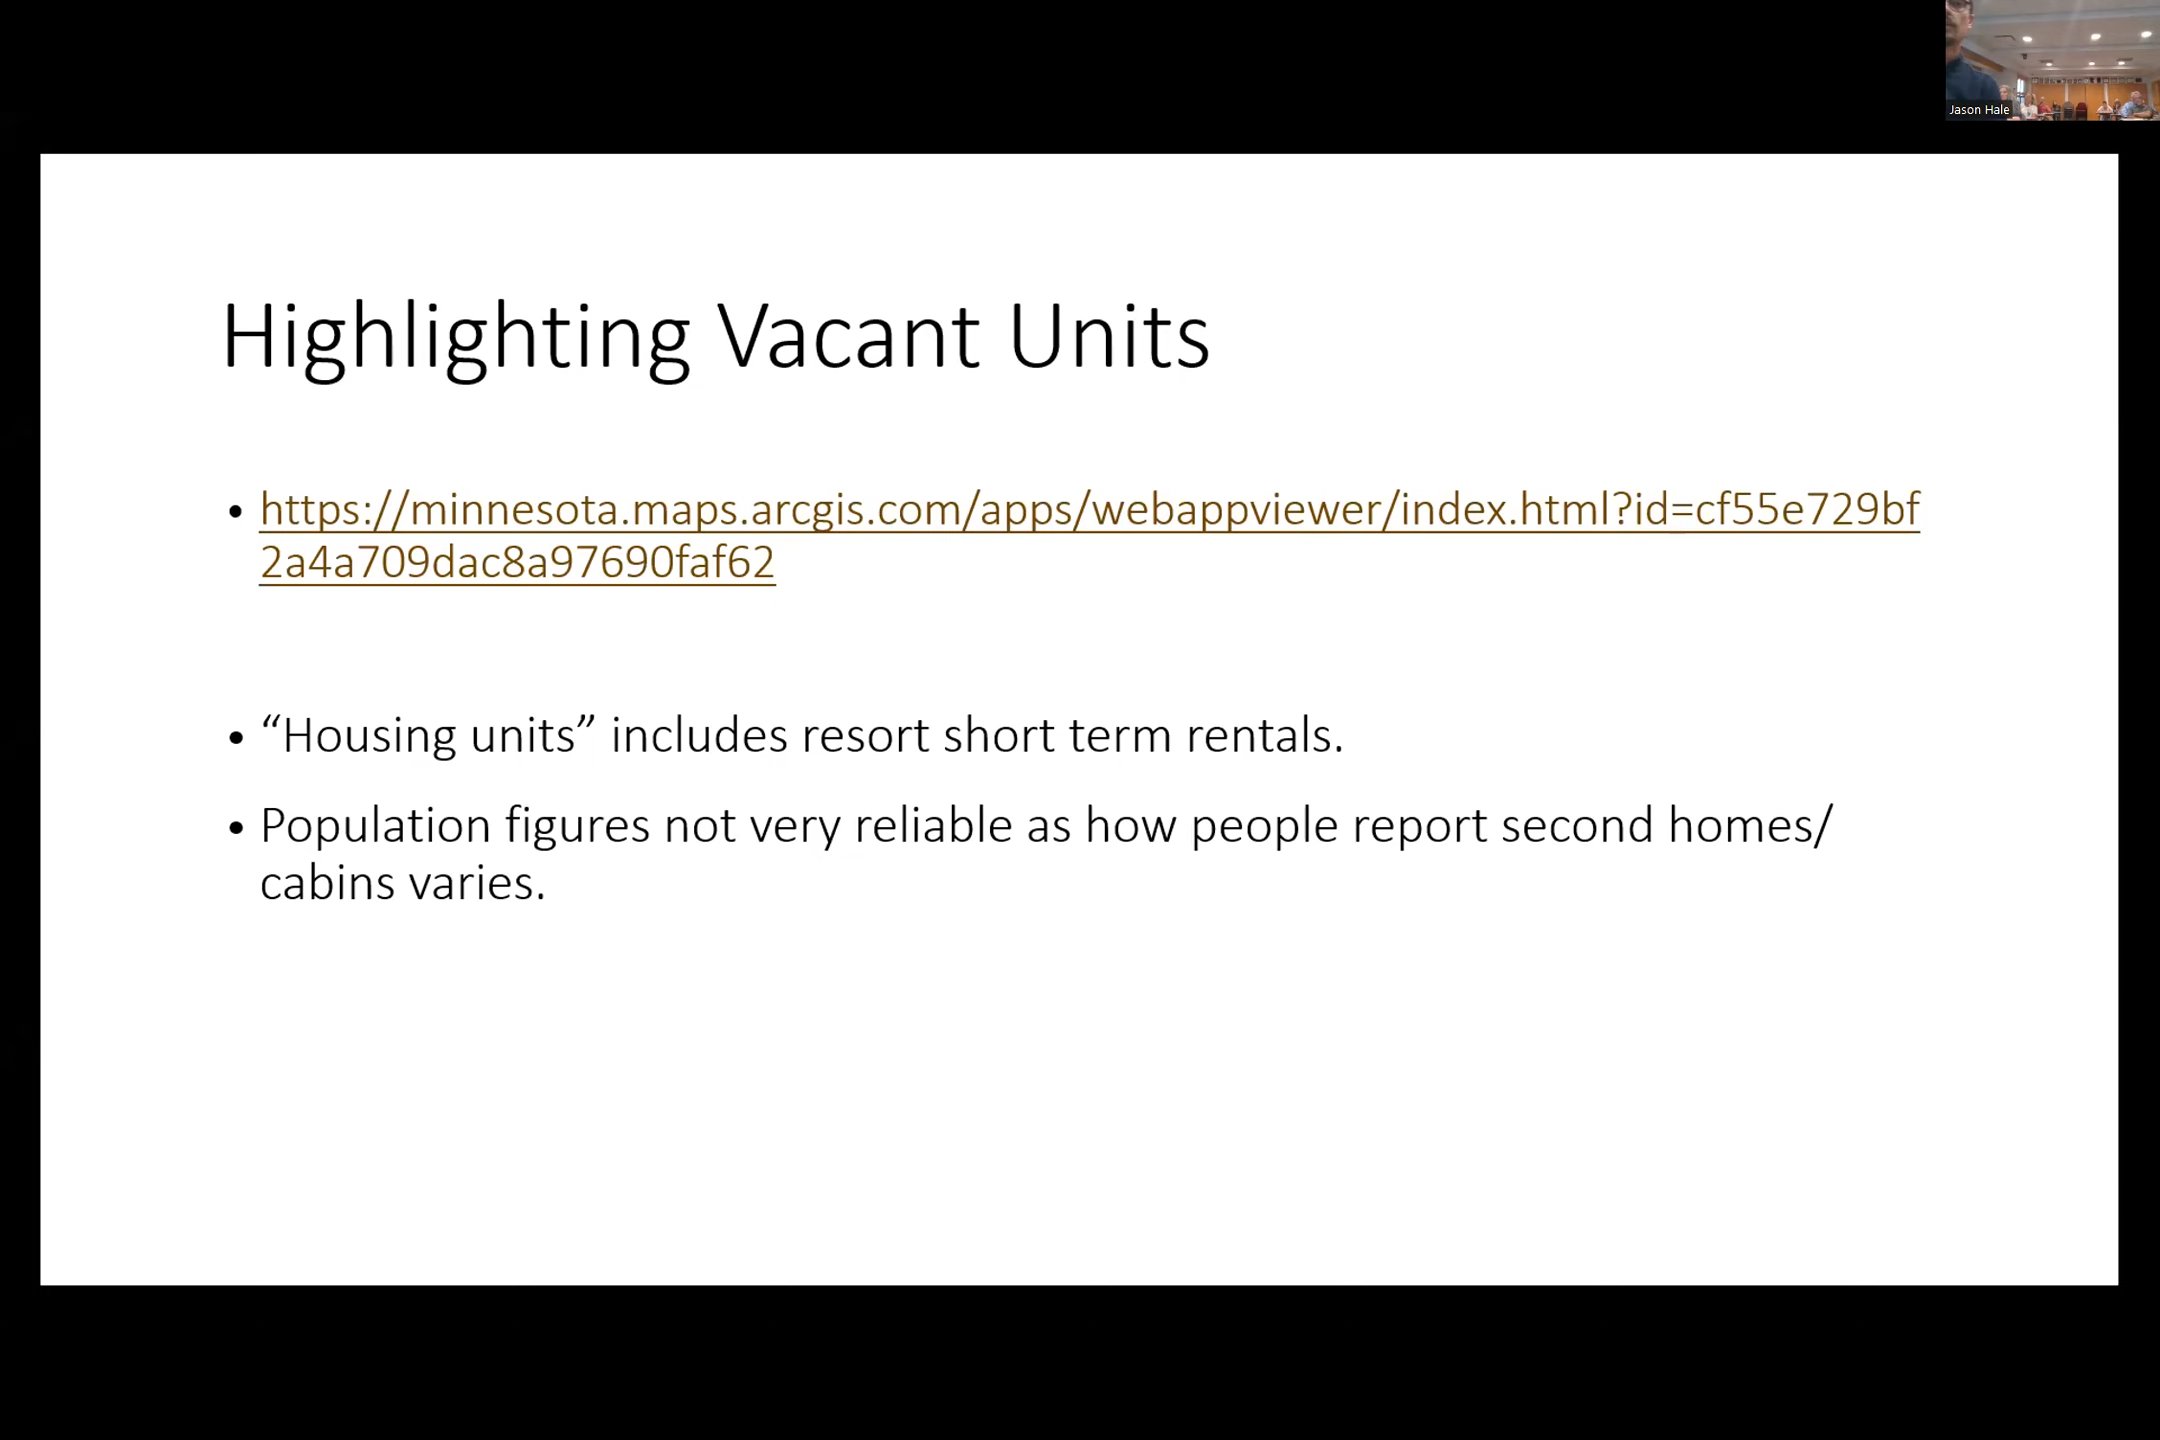 Jason Hale
Highlighting Vacant Units
• https://minnesota.maps.arcgis.com/apps/webappviewer/index.html?id=cf55e729bf
2a4a709dac8a97690faf62
• “Housing units” includes resort short term rentals.
• Population figures not very reliable as how people report second homes/
cabins varies.